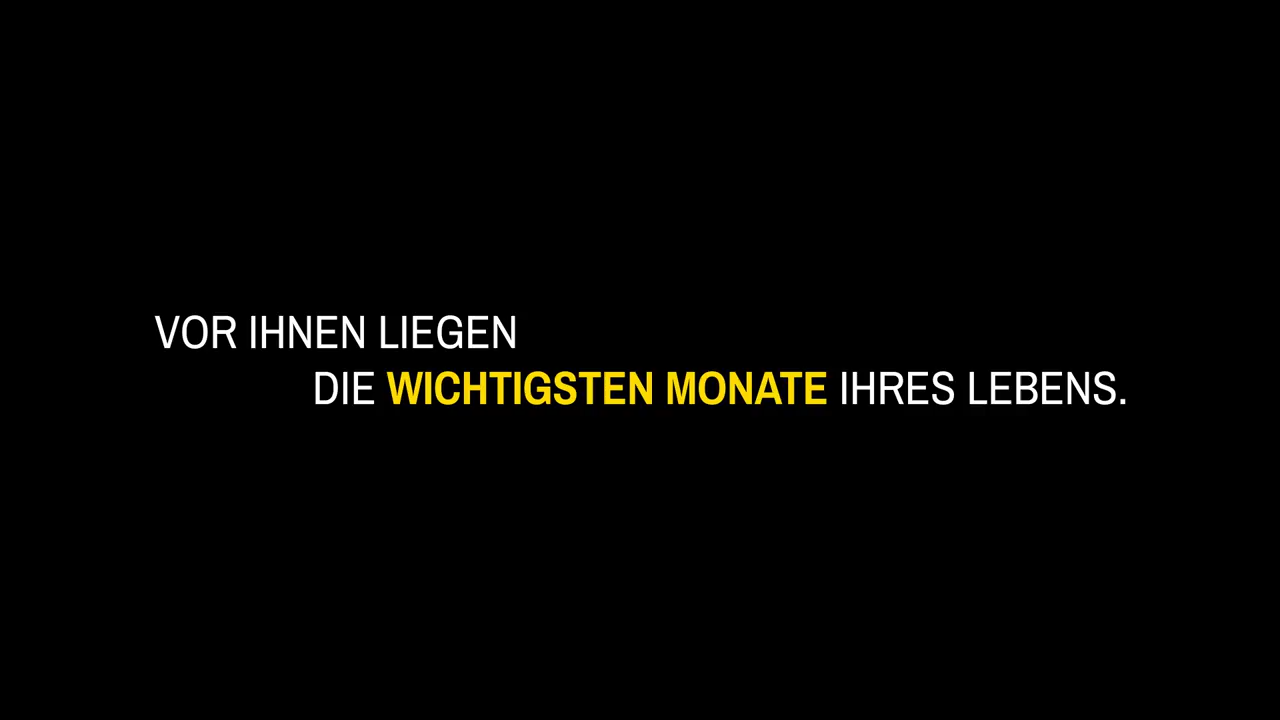 VOR IHNEN LIEGEN
DIE WICHTIGSTEN MONATE IHRES LEBENS.